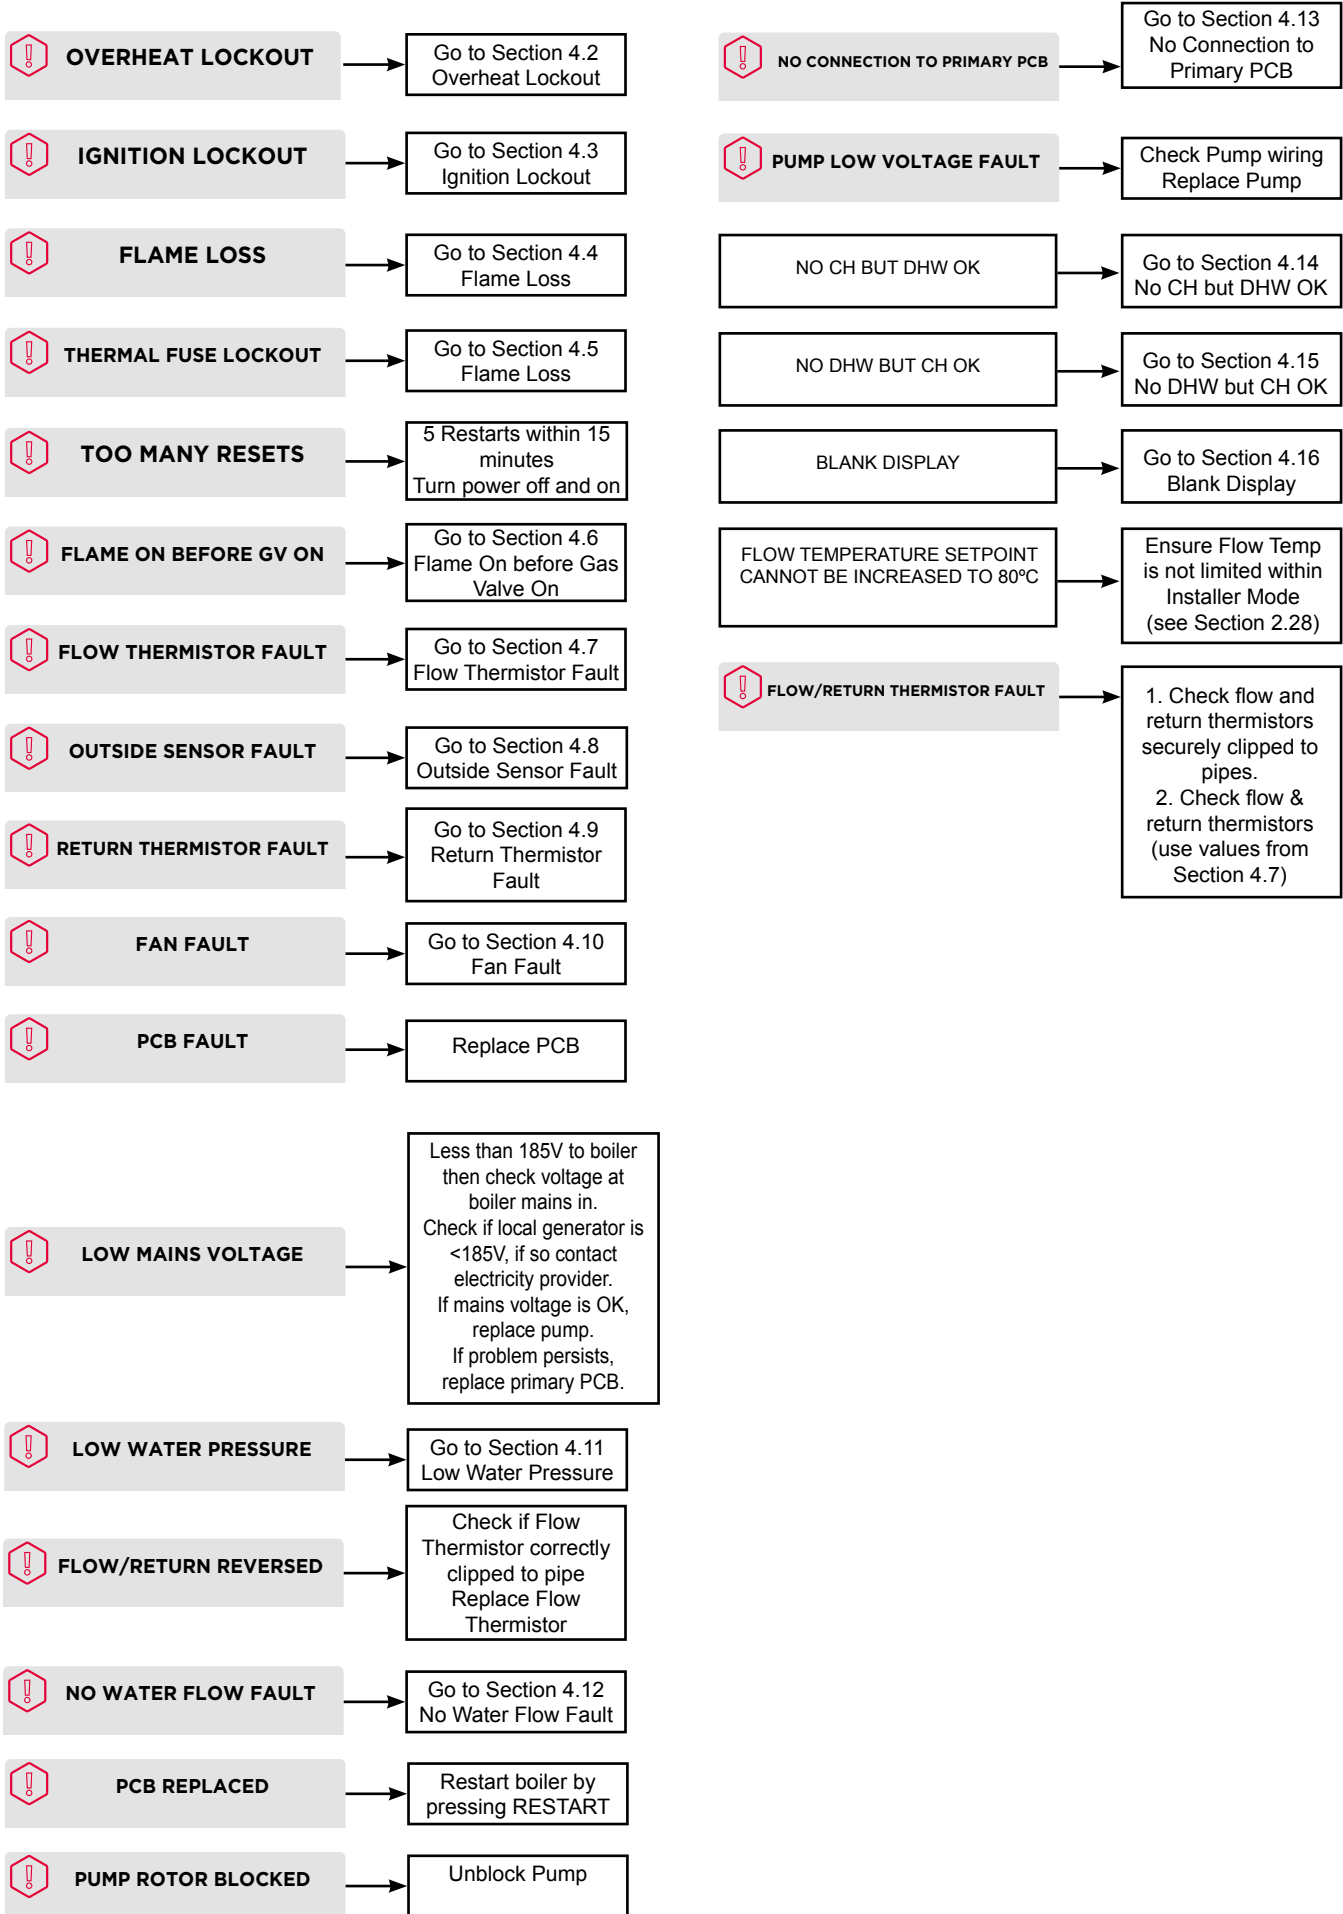 OVERHEAT LOCKOUT
Go to Section 4.2
Overheat Lockout
IGNITION LOCKOUT
Go to Section 4.3
Ignition Lockout
FLAME LOSS
Go to Section 4.4
Flame Loss
THERMAL FUSE LOCKOUT
Go to Section 4.5
Flame Loss
TOO MANY RESETS
5 Restarts within 15
minutes
Turn power off and on
FLAME ON BEFORE GV ON
Go to Section 4.6
Flame On before Gas
Valve On
FLOW THERMISTOR FAULT
Go to Section 4.7
Flow Thermistor Fault
OUTSIDE SENSOR FAULT
Go to Section 4.8
Outside Sensor Fault
RETURN THERMISTOR FAULT
Go to Section 4.9
Return Thermistor
Fault
FAN FAULT
Go to Section 4.10
Fan Fault
PCB FAULT
Replace PCB
LOW MAINS VOLTAGE
Less than 185V to boiler
then check voltage at
boiler mains in.
Check if local generator is
<185V, if so contact
electricity provider.
If mains voltage is OK,
replace pump.
If problem persists,
replace primary PCB.
LOW WATER PRESSURE
Go to Section 4.11
Low Water Pressure
FLOW/RETURN REVERSED
Check if Flow
Thermistor correctly
clipped to pipe
Replace Flow
Thermistor
NO WATER FLOW FAULT
Go to Section 4.12
No Water Flow Fault
PCB REPLACED
Restart boiler by
pressing RESTART
PUMP ROTOR BLOCKED
Unblock Pump
NO CONNECTION TO PRIMARY PCB
Go to Section 4.13
No Connection to
Primary PCB
PUMP LOW VOLTAGE FAULT
Check Pump wiring
Replace Pump
NO CH BUT DHW OK
Go to Section 4.14
No CH but DHW OK
NO DHW BUT CH OK
Go to Section 4.15
No DHW but CH OK
BLANK DISPLAY
Go to Section 4.16
Blank Display
FLOW TEMPERATURE SETPOINT
CANNOT BE INCREASED TO 80ºC
Ensure Flow Temp
is not limited within
Installer Mode
(see Section 2.28)
FLOW/RETURN THERMISTOR FAULT
1. Check flow and
return thermistors
securely clipped to
pipes.
2. Check flow &
return thermistors
(use values from
Section 4.7)